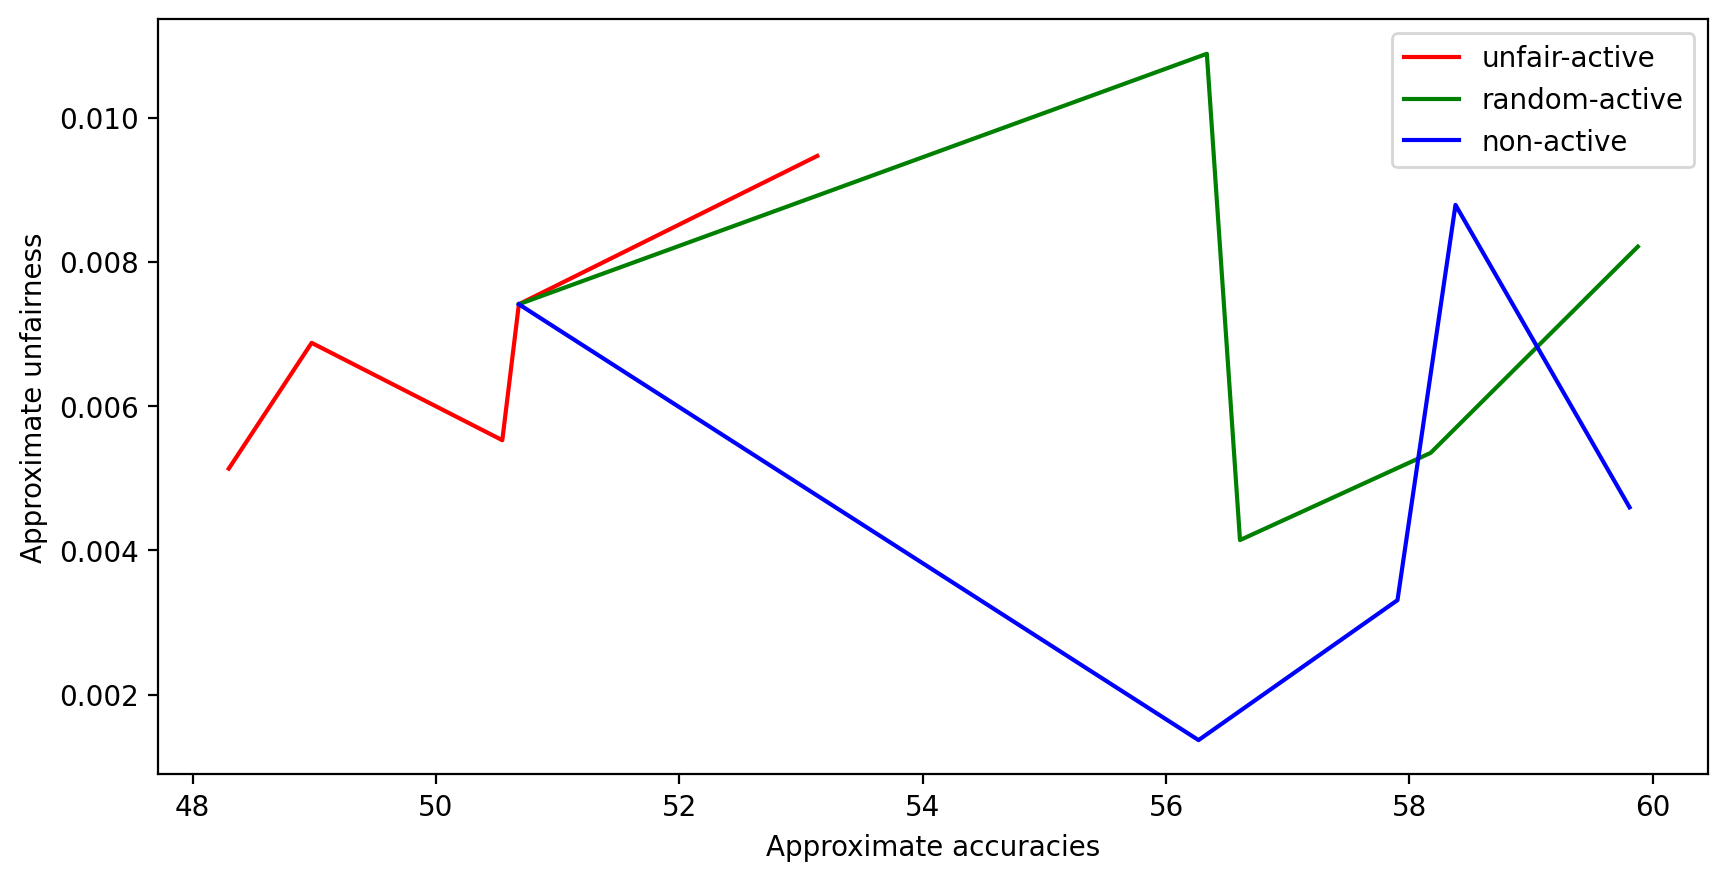 unfair-active
random-active
non-active
Approximate unfairness
0.010
0.008
0.006
0.004
0.002
48 50 52 54 56 58 60
Approximate accuracies